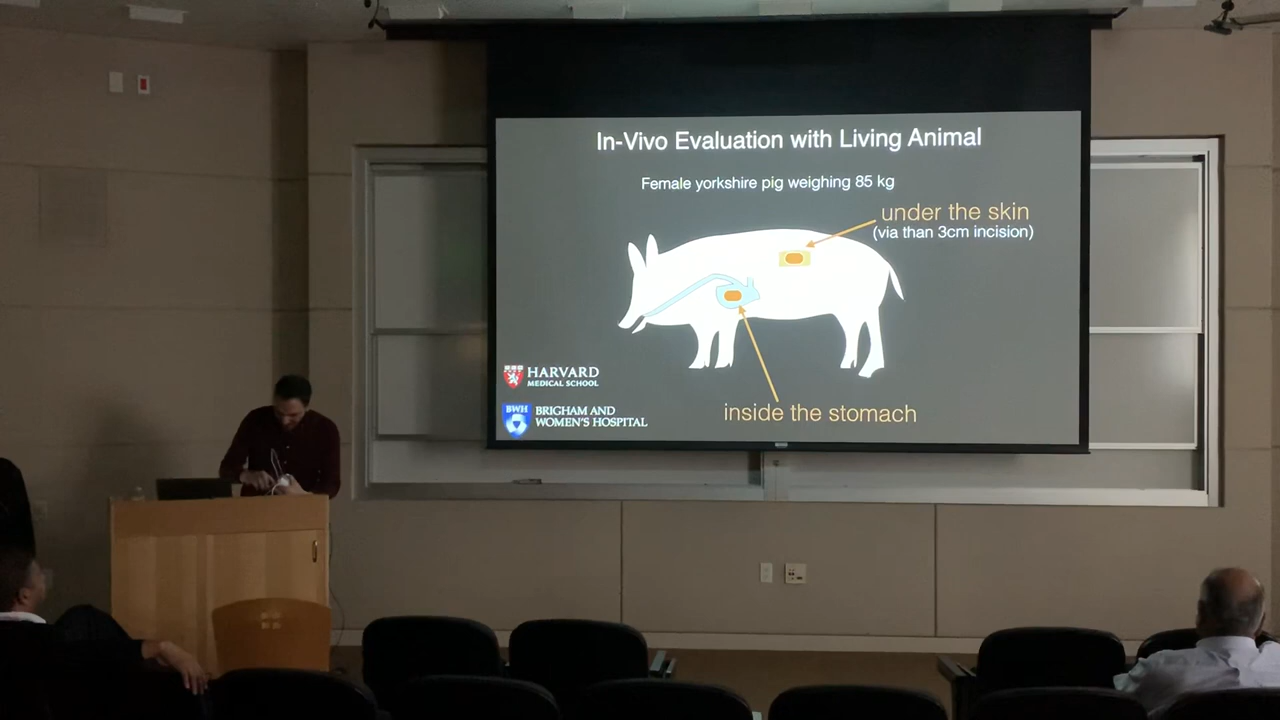 In-Vivo Evaluation with Living Animal
Female yorkshire pig weighing 85 kg
under the skin
(via than 3cm incision)
HARVARD
MEDICAL SCHOOL
BWH
BRIGHAM AND
WOMEN'S HOSPITAL
inside the stomach